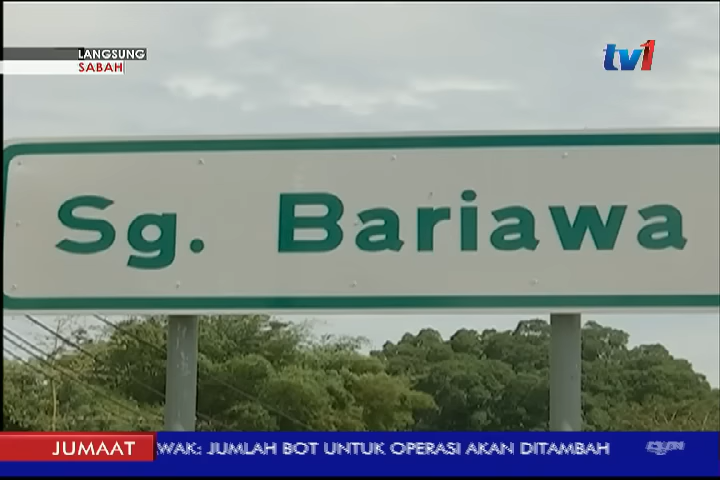 LANGSUNG
SABAH
tv1
Sg. Bariawa
JUMAAT
WAK: JUMLAH BOT UNTUK OPERASI AKAN DITAMBAH